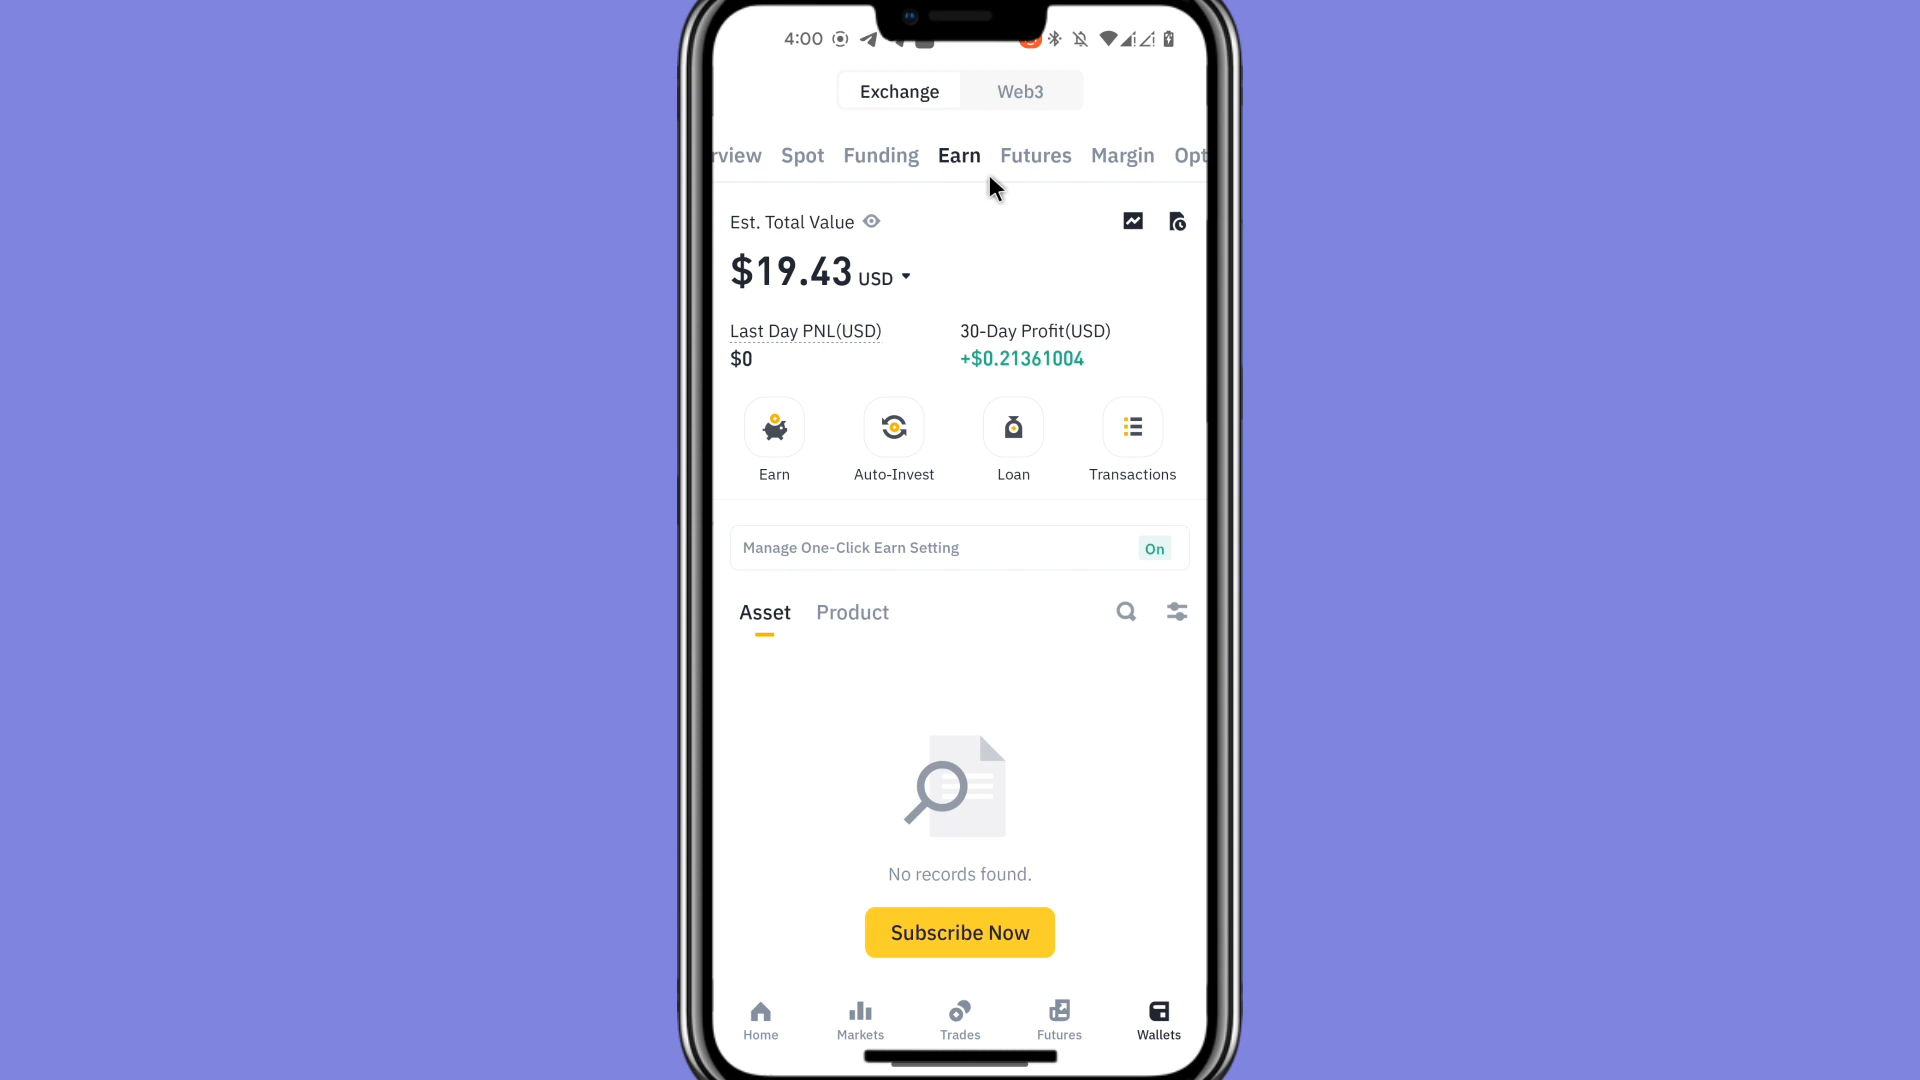 4:00
Exchange Web3
rview Spot Funding Earn Futures Margin Opt
Est. Total Value
$19.43 USD
Last Day PNL(USD) 30-Day Profit(USD)
$0 +$0.21361004
Earn Auto-Invest Loan Transactions
Manage One-Click Earn Setting On
Asset Product
No records found.
Subscribe Now
Home Markets Trades Futures Wallets